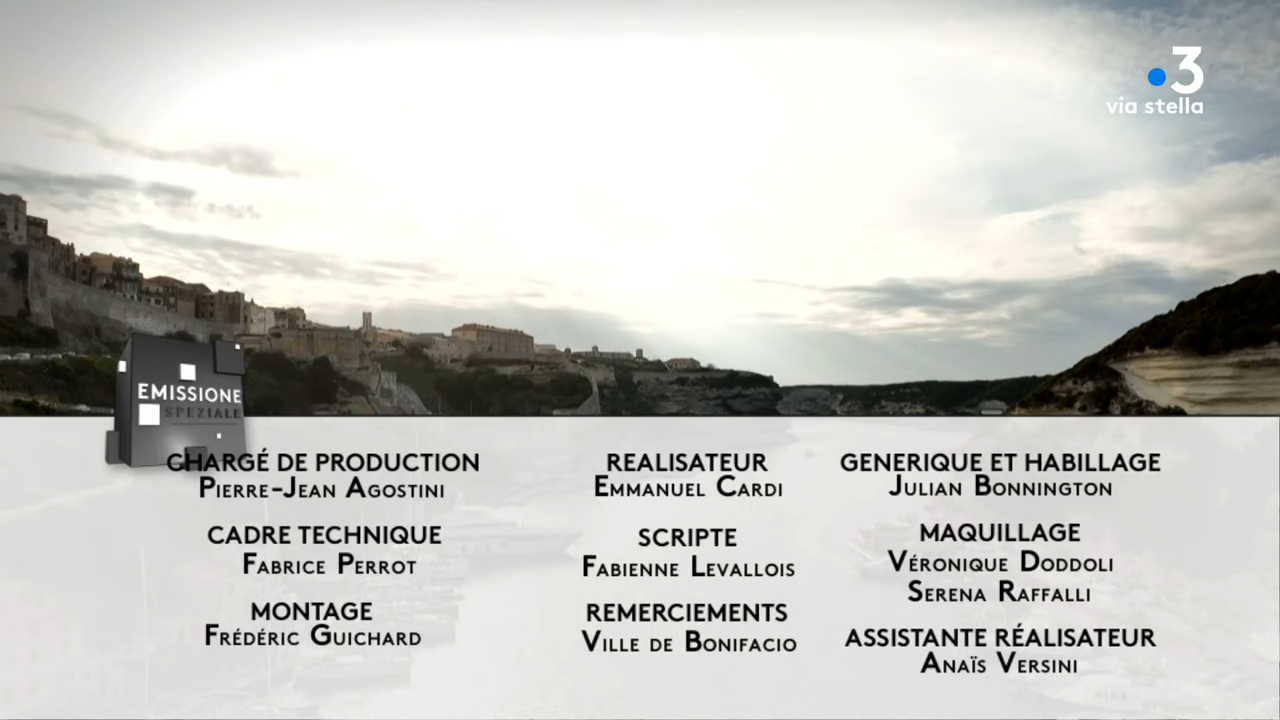 3
via stella
EMISSIONE
SPEZIALE
CHARGÉ DE PRODUCTION
PIERRE-JEAN AGOSTINI
CADRE TECHNIQUE
FABRICE PERROT
MONTAGE
FRÉDÉRIC GUICHARD
REALISATEUR
EMMANUEL CARDI
SCRIPTE
FABIENNE LEVALLOIS
REMERCIEMENTS
VILLE DE BONIFACIO
GENERIQUE ET HABILLAGE
JULIAN BONNINGTON
MAQUILLAGE
VÉRONIQUE DODDOLI
SERENA RAFFALLI
ASSISTANTE RÉALISATEUR
ANAÏS VERSINI